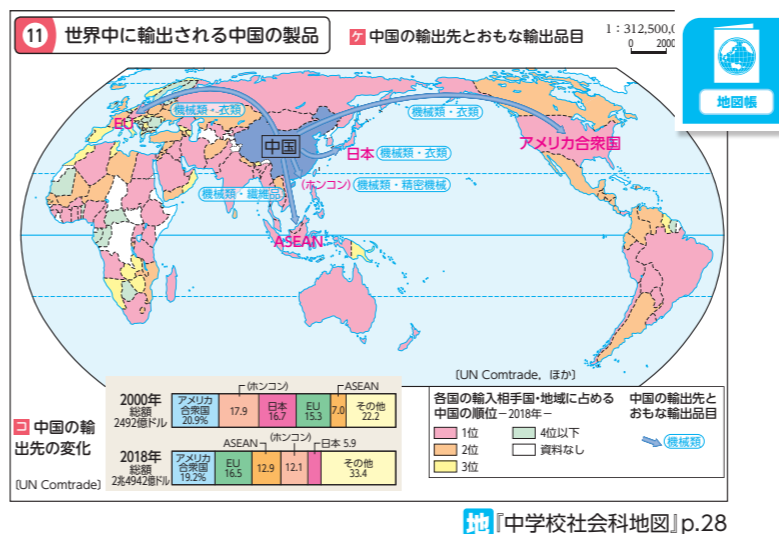 11 世界中に輸出される中国の製品
ケ 中国の輸出先とおもな輸出品目
1:312,500,0
0 2000
地図帳
機械類・衣類
EU
機械類・衣類
中国
日本 機械類・衣類
アメリカ合衆国
(ホンコン) 機械類・精密機械
機械類・繊維品
ASEAN
〔UN Comtrade, ほか〕
コ 中国の輸出先の変化
〔UN Comtrade〕
2000年
総額
2492億ドル
アメリカ合衆国 20.9%
(ホンコン) 17.9
日本 16.7
EU 15.3
ASEAN 7.0
その他 22.2
2018年
総額
2兆4942億ドル
アメリカ合衆国 19.2%
EU 16.5
ASEAN 12.9
(ホンコン) 12.1
日本 5.9
その他 33.4
各国の輸入相手国・地域に占める
中国の順位-2018年-
1位
2位
3位
4位以下
資料なし
中国の輸出先と
おもな輸出品目
機械類
地『中学校社会科地図』p.28